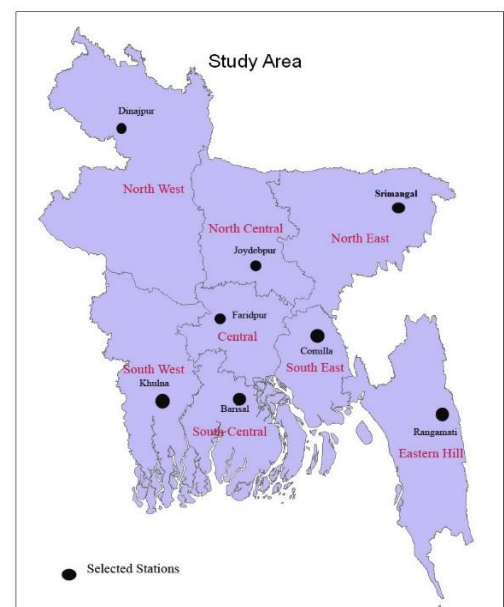 Study Area
Dinajpur
North West
Srimangal
North Central
North East
Joydebpur
Faridpur
Central
Comilla
South West
South East
Khulna
Barisal
South Central
Rangamati
Eastern Hill
Selected Stations